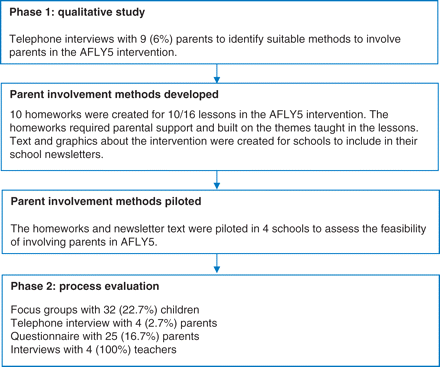 Phase 1: qualitative study
Telephone interviews with 9 (6%) parents to identify suitable methods to involve
parents in the AFLY5 intervention.
Parent involvement methods developed
10 homeworks were created for 10/16 lessons in the AFLY5 intervention. The
homeworks required parental support and built on the themes taught in the lessons.
Text and graphics about the intervention were created for schools to include in their
school newsletters.
Parent involvement methods piloted
The homeworks and newsletter text were piloted in 4 schools to assess the feasibility
of involving parents in AFLY5.
Phase 2: process evaluation
Focus groups with 32 (22.7%) children
Telephone interview with 4 (2.7%) parents
Questionnaire with 25 (16.7%) parents
Interviews with 4 (100%) teachers